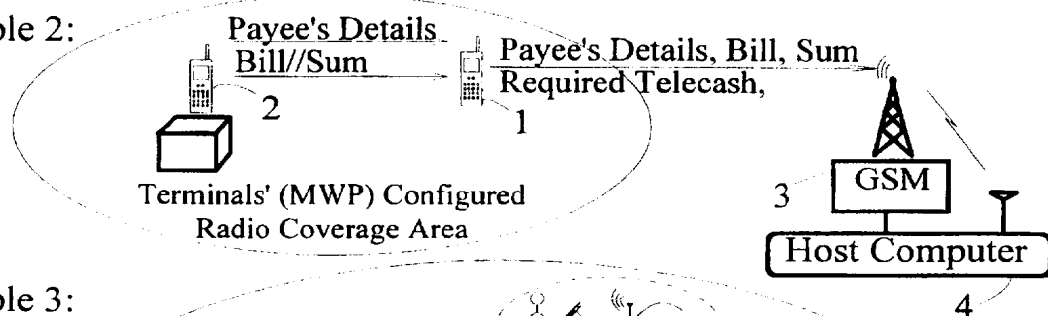 ple 2:
Payee's Details
Bill//Sum
Payee's Details, Bill, Sum
Required Telecash,
2
1
3
GSM
Terminals' (MWP) Configured
Radio Coverage Area
Host Computer
4
ple 3: